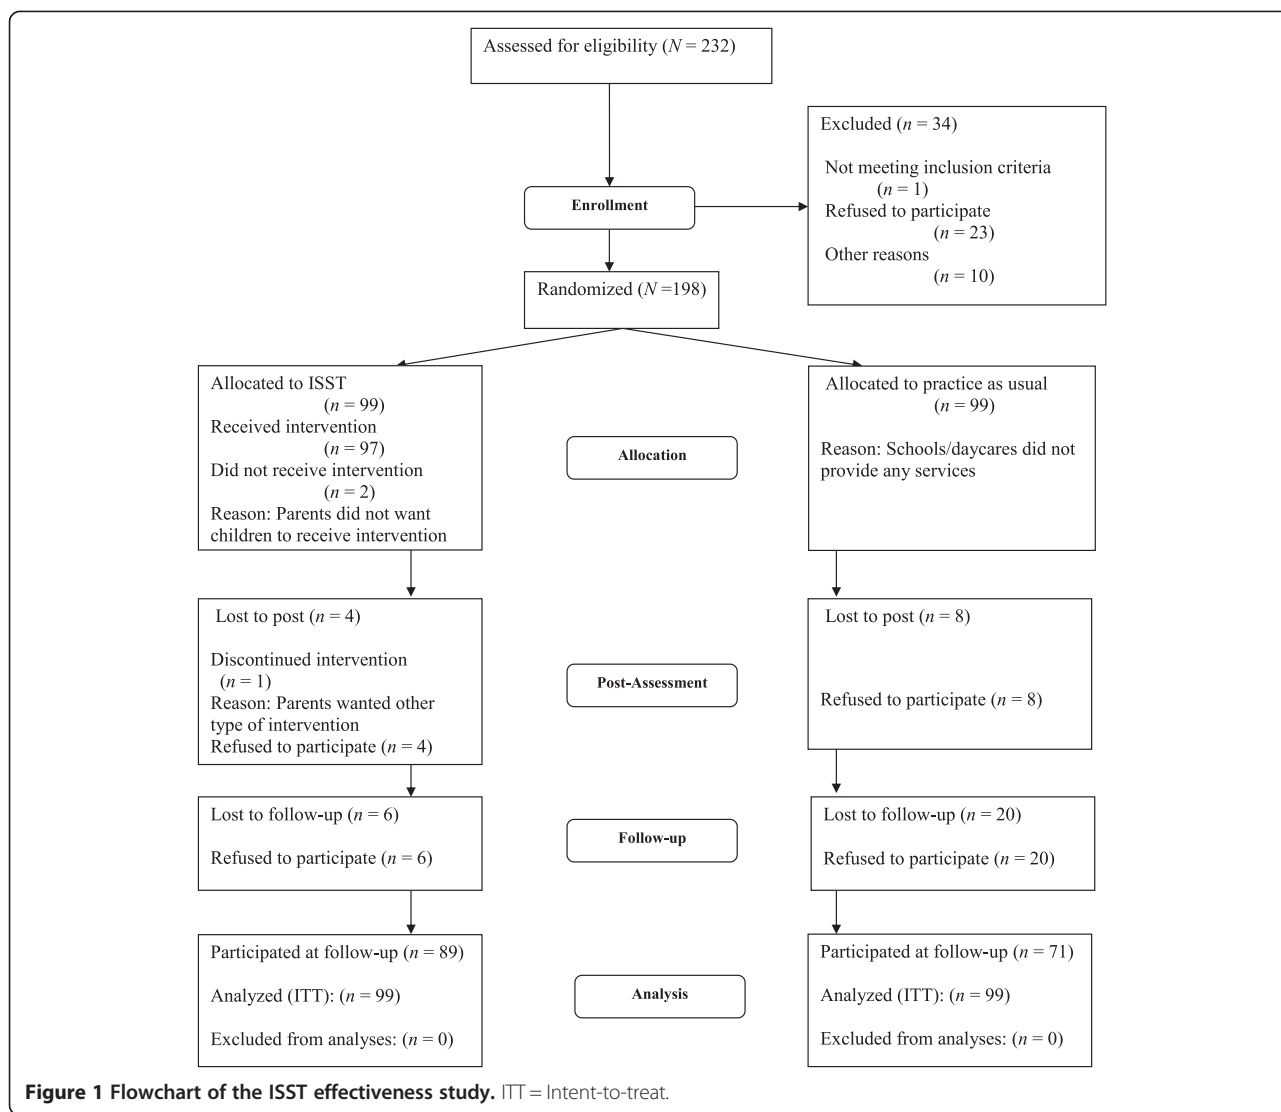 Assessed for eligibility (N = 232)
Excluded (n = 34)
Not meeting inclusion criteria
(n = 1)
Refused to participate
(n = 23)
Other reasons
(n = 10)
Enrollment
Randomized (N =198)
Allocated to ISST
(n = 99)
Received intervention
(n = 97)
Did not receive intervention
(n = 2)
Reason: Parents did not want
children to receive intervention
Allocation
Allocated to practice as usual
(n = 99)
Reason: Schools/daycares did not
provide any services
Lost to post (n = 4)
Discontinued intervention
(n = 1)
Reason: Parents wanted other
type of intervention
Refused to participate (n = 4)
Post-Assessment
Lost to post (n = 8)
Refused to participate (n = 8)
Lost to follow-up (n = 6)
Refused to participate (n = 6)
Follow-up
Lost to follow-up (n = 20)
Refused to participate (n = 20)
Participated at follow-up (n = 89)
Analyzed (ITT): (n = 99)
Excluded from analyses: (n = 0)
Analysis
Participated at follow-up (n = 71)
Analyzed (ITT): (n = 99)
Excluded from analyses: (n = 0)
Figure 1 Flowchart of the ISST effectiveness study. ITT = Intent-to-treat.